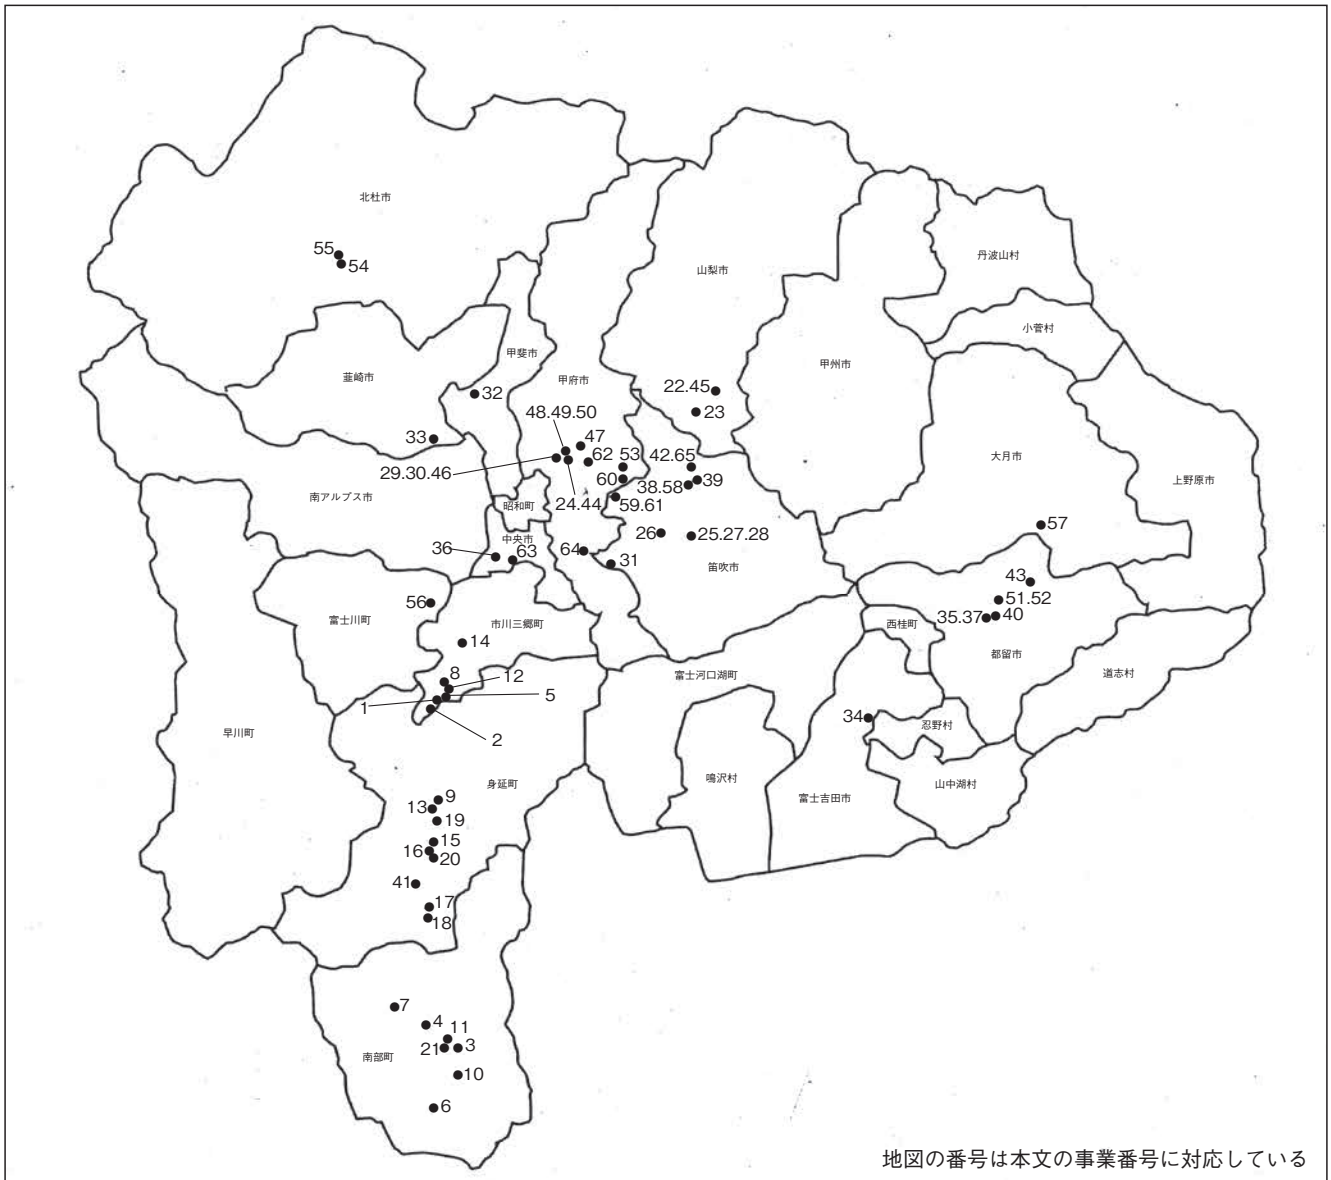 北杜市
55
54
丹波山村
山梨市
小菅村
甲斐市
甲州市
韮崎市
甲府市
32
22.45
23
48.49.50
33
47
大月市
62
53
42.65
29.30.46
60
38.58
39
上野原市
南アルプス市
24.44
59.61
昭和町
57
26
25.27.28
中央市
36
63
64
31
笛吹市
43
51.52
56
35.37
40
富士川町
市川三郷町
西桂町
14
都留市
道志村
富士河口湖町
8
12
5
1
34
忍野村
2
早川町
鳴沢村
身延町
山中湖村
富士吉田市
9
13
19
15
16
20
41
17
18
7
4
11
21
3
南部町
10
6
地図の番号は本文の事業番号に対応している